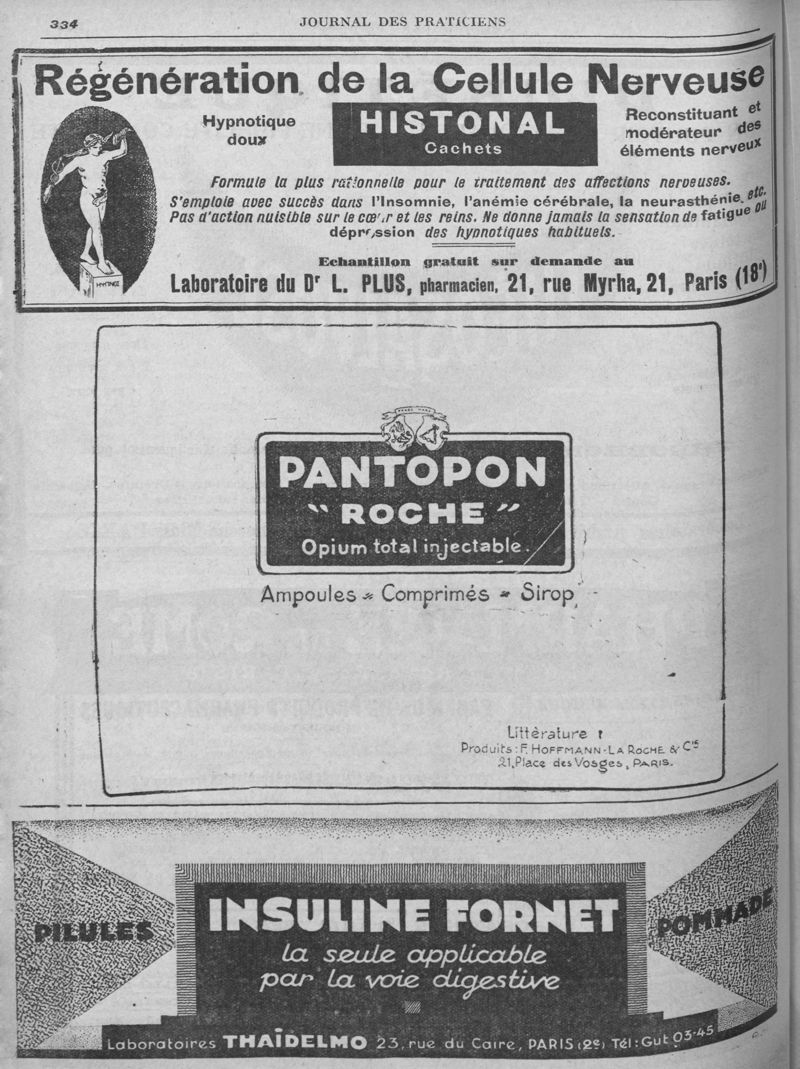 334
JOURNAL DES PRATICIENS
Régénération de la Cellule Nerveuse
Hypnotique
doux
HISTONAL
Cachets
Reconstituant et
modérateur des
éléments nerveux
Formule la plus rationnelle pour le traitement des affections nerveuses.
S'emploie avec succès dans l'Insomnie, l'anémie cérébrale, la neurasthénie, etc.
Pas d'action nuisible sur le cœur et les reins. Ne donne jamais la sensation de fatigue ou
dépression des hypnotiques habituels.
Echantillon gratuit sur demande au
Laboratoire du Dr L. PLUS, pharmacien, 21, rue Myrha, 21, Paris (18e)
PANTOPON
"ROCHE"
Opium total injectable.
Ampoules - Comprimés - Sirop
Littérature :
Produits: F. HOFFMANN-LA ROCHE & Cie
21, Place des Vosges, PARIS.
PILULES
INSULINE FORNET
POMMADE
la seule applicable
par la voie digestive
Laboratoires THAÏDELMO 23, rue du Caire, PARIS (2e) Tél: Gut 03-45